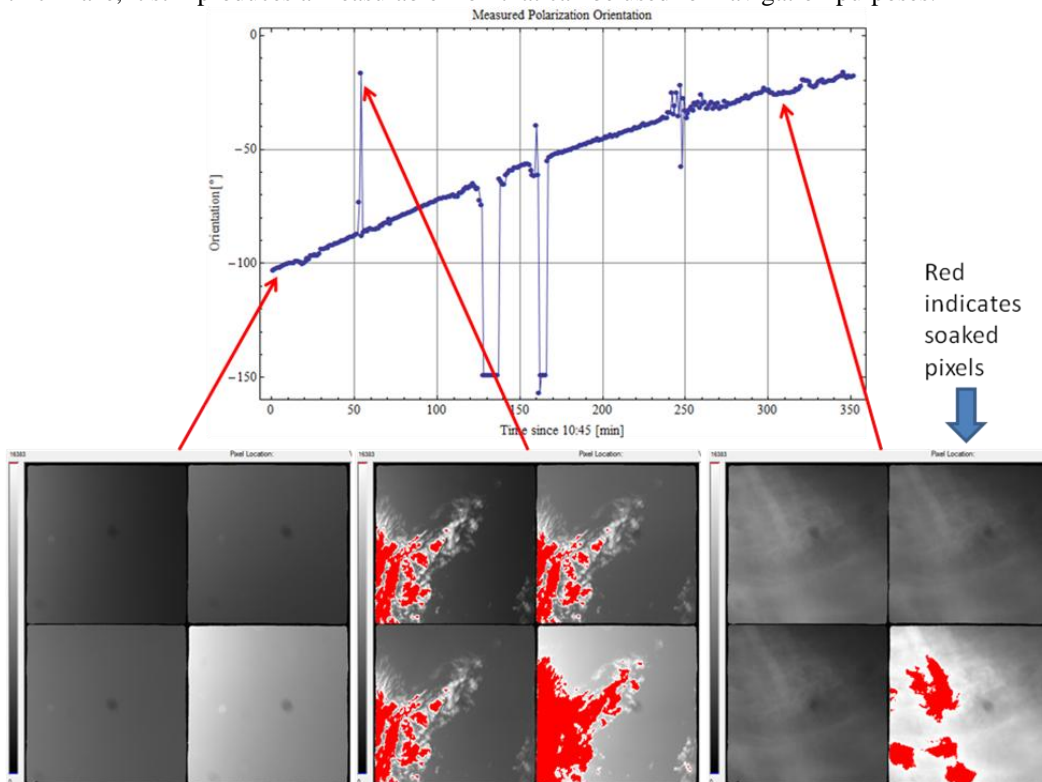 Measured Polarization Orientation
0
−50
−100
−150
Orientation[°]
0 50 100 150 200 250 300 350
Time since 10:45 [min]
Red
indicates
soaked
pixels
16383 Pixel Location:
16383 Pixel Location:
16383 Pixel Location: